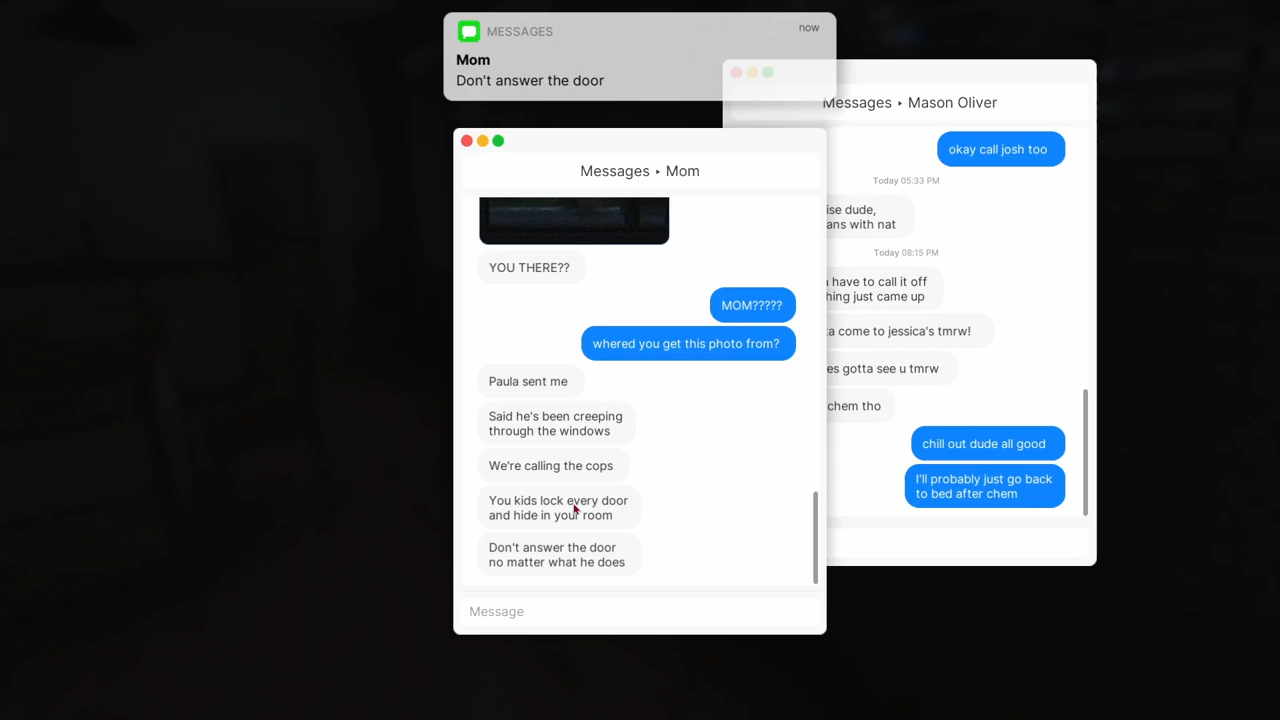 MESSAGES
now
Mom
Don't answer the door
Messages ‣ Mom
YOU THERE??
MOM?????
whered you get this photo from?
Paula sent me
Said he's been creeping
through the windows
We're calling the cops
You kids lock every door
and hide in your room
Don't answer the door
no matter what he does
Message
Messages ‣ Mason Oliver
okay call josh too
Today 05:33 PM
dude,
with nat
Today 08:15 PM
have to call it off
just came up
come to jessica's tmrw!
gotta see u tmrw
chem tho
chill out dude all good
I'll probably just go back
to bed after chem